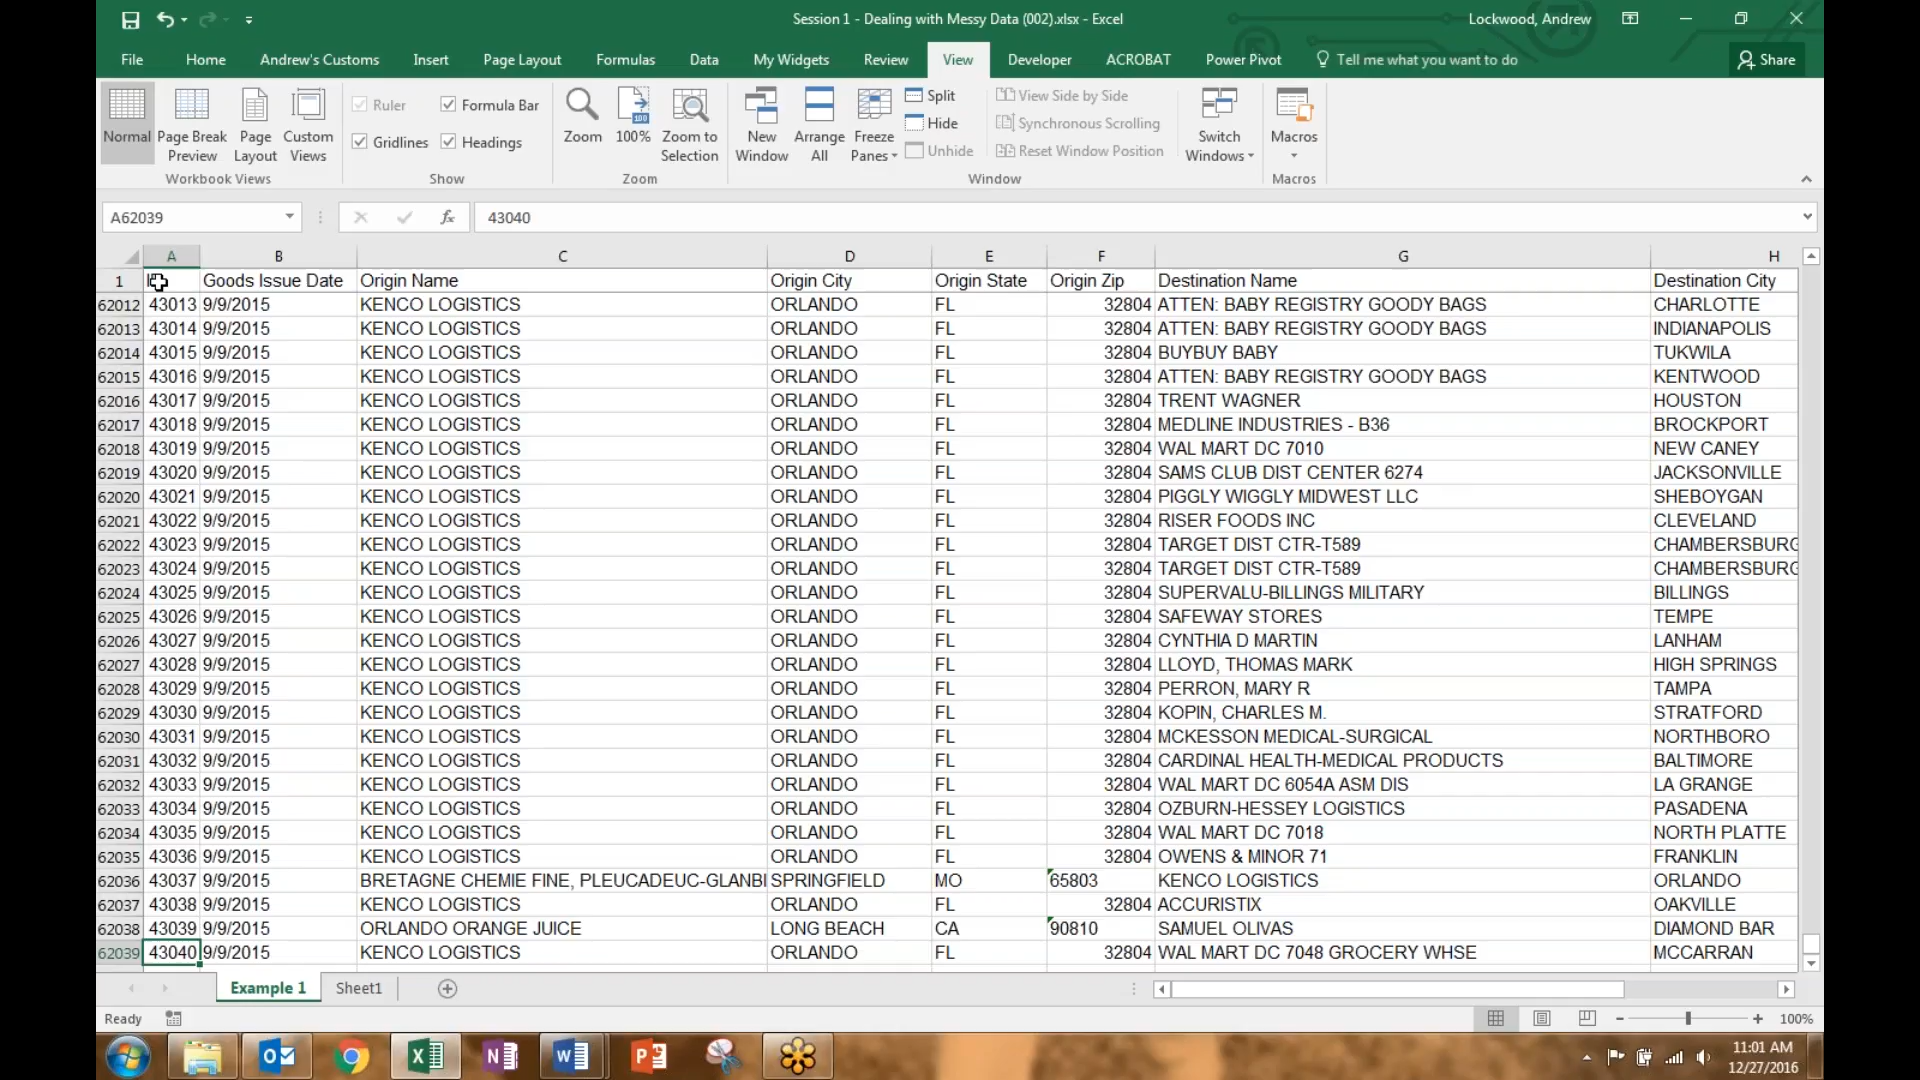 Session 1 - Dealing with Messy Data (002).xlsx - Excel
Lockwood, Andrew
File Home Andrew's Customs Insert Page Layout Formulas Data My Widgets Review View Developer ACROBAT Power Pivot Tell me what you want to do Share
Normal
Page Break Preview
Page Layout
Custom Views
Workbook Views
Ruler Formula Bar
Gridlines Headings
Show
Zoom
100%
Zoom to Selection
Zoom
New Window
Arrange All
Freeze Panes
Split
Hide
Unhide
View Side by Side
Synchronous Scrolling
Reset Window Position
Window
Switch Windows
Macros
Macros
A62039 fx 43040
A B C D E F G H
1 Goods Issue Date Origin Name Origin City Origin State Origin Zip Destination Name Destination City
62012 43013 9/9/2015 KENCO LOGISTICS ORLANDO FL 32804 ATTEN: BABY REGISTRY GOODY BAGS CHARLOTTE
62013 43014 9/9/2015 KENCO LOGISTICS ORLANDO FL 32804 ATTEN: BABY REGISTRY GOODY BAGS INDIANAPOLIS
62014 43015 9/9/2015 KENCO LOGISTICS ORLANDO FL 32804 BUYBUY BABY TUKWILA
62015 43016 9/9/2015 KENCO LOGISTICS ORLANDO FL 32804 ATTEN: BABY REGISTRY GOODY BAGS KENTWOOD
62016 43017 9/9/2015 KENCO LOGISTICS ORLANDO FL 32804 TRENT WAGNER HOUSTON
62017 43018 9/9/2015 KENCO LOGISTICS ORLANDO FL 32804 MEDLINE INDUSTRIES - B36 BROCKPORT
62018 43019 9/9/2015 KENCO LOGISTICS ORLANDO FL 32804 WAL MART DC 7010 NEW CANEY
62019 43020 9/9/2015 KENCO LOGISTICS ORLANDO FL 32804 SAMS CLUB DIST CENTER 6274 JACKSONVILLE
62020 43021 9/9/2015 KENCO LOGISTICS ORLANDO FL 32804 PIGGLY WIGGLY MIDWEST LLC SHEBOYGAN
62021 43022 9/9/2015 KENCO LOGISTICS ORLANDO FL 32804 RISER FOODS INC CLEVELAND
62022 43023 9/9/2015 KENCO LOGISTICS ORLANDO FL 32804 TARGET DIST CTR-T589 CHAMBERSBURG
62023 43024 9/9/2015 KENCO LOGISTICS ORLANDO FL 32804 TARGET DIST CTR-T589 CHAMBERSBURG
62024 43025 9/9/2015 KENCO LOGISTICS ORLANDO FL 32804 SUPERVALU-BILLINGS MILITARY BILLINGS
62025 43026 9/9/2015 KENCO LOGISTICS ORLANDO FL 32804 SAFEWAY STORES TEMPE
62026 43027 9/9/2015 KENCO LOGISTICS ORLANDO FL 32804 CYNTHIA D MARTIN LANHAM
62027 43028 9/9/2015 KENCO LOGISTICS ORLANDO FL 32804 LLOYD, THOMAS MARK HIGH SPRINGS
62028 43029 9/9/2015 KENCO LOGISTICS ORLANDO FL 32804 PERRON, MARY R TAMPA
62029 43030 9/9/2015 KENCO LOGISTICS ORLANDO FL 32804 KOPIN, CHARLES M. STRATFORD
62030 43031 9/9/2015 KENCO LOGISTICS ORLANDO FL 32804 MCKESSON MEDICAL-SURGICAL NORTHBORO
62031 43032 9/9/2015 KENCO LOGISTICS ORLANDO FL 32804 CARDINAL HEALTH-MEDICAL PRODUCTS BALTIMORE
62032 43033 9/9/2015 KENCO LOGISTICS ORLANDO FL 32804 WAL MART DC 6054A ASM DIS LA GRANGE
62033 43034 9/9/2015 KENCO LOGISTICS ORLANDO FL 32804 OZBURN-HESSEY LOGISTICS PASADENA
62034 43035 9/9/2015 KENCO LOGISTICS ORLANDO FL 32804 WAL MART DC 7018 NORTH PLATTE
62035 43036 9/9/2015 KENCO LOGISTICS ORLANDO FL 32804 OWENS & MINOR 71 FRANKLIN
62036 43037 9/9/2015 BRETAGNE CHEMIE FINE, PLEUCADEUC-GLANBI SPRINGFIELD MO 65803 KENCO LOGISTICS ORLANDO
62037 43038 9/9/2015 KENCO LOGISTICS ORLANDO FL 32804 ACCURISTIX OAKVILLE
62038 43039 9/9/2015 ORLANDO ORANGE JUICE LONG BEACH CA 90810 SAMUEL OLIVAS DIAMOND BAR
62039 43040 9/9/2015 KENCO LOGISTICS ORLANDO FL 32804 WAL MART DC 7048 GROCERY WHSE MCCARRAN
Example 1 Sheet1
Ready 100%
11:01 AM
12/27/2016